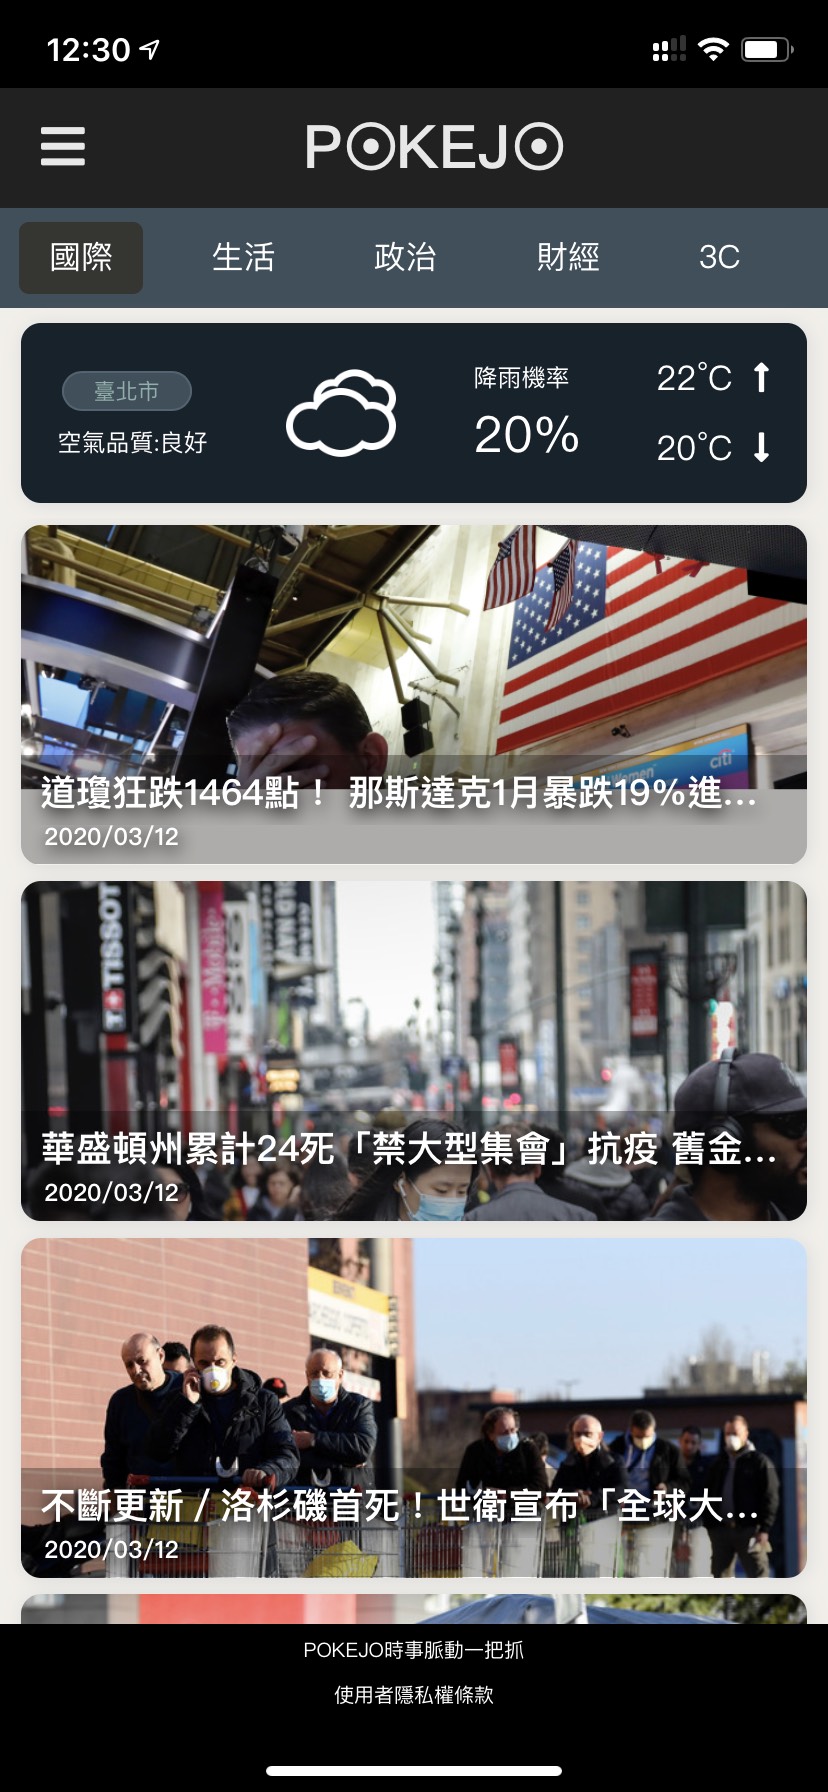 12:30
POKEJO
國際 生活 政治 財經 3C
臺北市
空氣品質:良好
降雨機率
20%
22°C
20°C
citi
Women
道瓊狂跌1464點！ 那斯達克1月暴跌19%進...
2020/03/12
TISSOT
T-Mobile
OLD NAVY
華盛頓州累計24死「禁大型集會」抗疫 舊金...
2020/03/12
不斷更新 / 洛杉磯首死！世衛宣布「全球大...
2020/03/12
POKEJO時事脈動一把抓
使用者隱私權條款